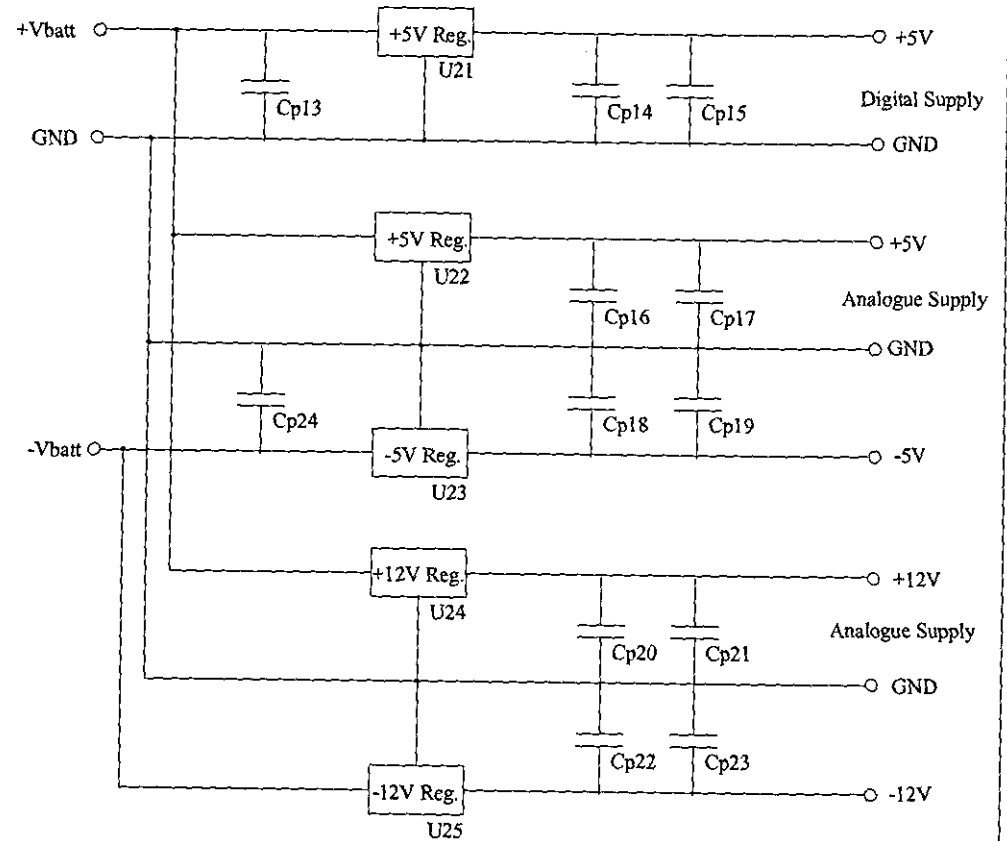 +Vbatt
+5V Reg.
+5V
U21
Cp13
Cp14
Cp15
Digital Supply
GND
GND
+5V Reg.
+5V
U22
Cp16
Cp17
Analogue Supply
GND
Cp24
Cp18
Cp19
-Vbatt
-5V Reg.
-5V
U23
+12V Reg.
+12V
U24
Cp20
Cp21
Analogue Supply
GND
Cp22
Cp23
-12V Reg.
-12V
U25